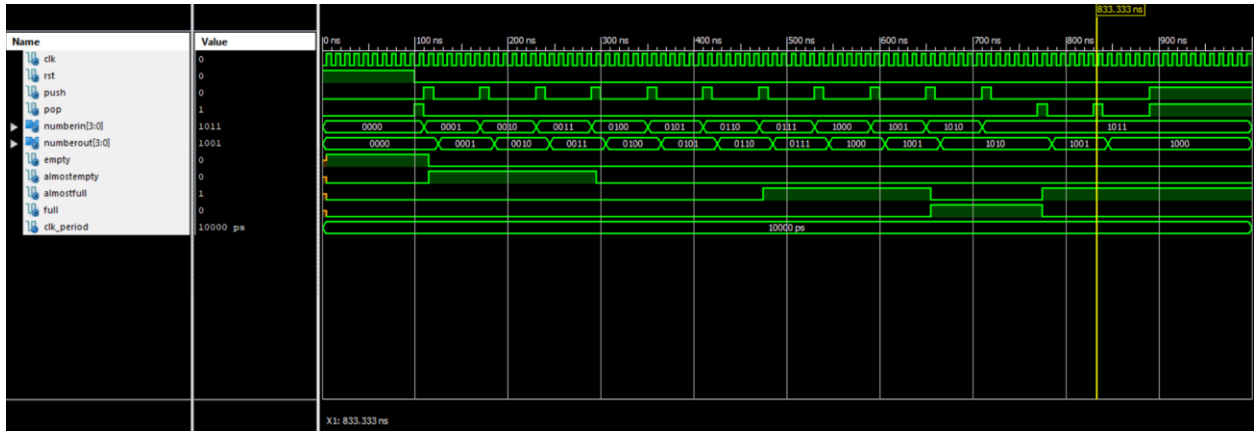 833.333 ns
Name Value 0 ns 100 ns 200 ns 300 ns 400 ns 500 ns 600 ns 700 ns 800 ns 900 ns
clk 0
rst 0
push 0
pop 1
numberin[3:0] 1011 0000 0001 0010 0011 0100 0101 0110 0111 1000 1001 1010 1011
numberout[3:0] 1001 0000 0001 0010 0011 0100 0101 0110 0111 1000 1001 1010 1001 1000
empty 0
almostempty 0
almostfull 1
full 0
clk_period 10000 ps 10000 ps
X1: 833.333 ns